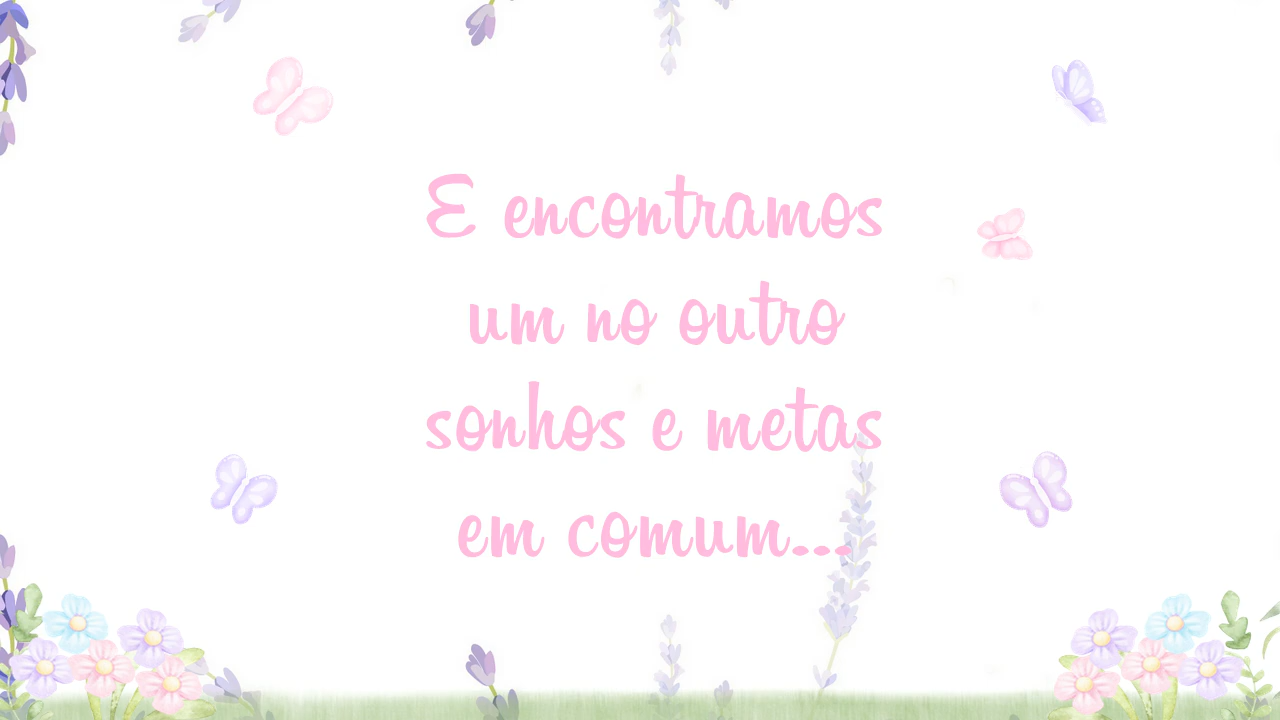 E encontramos
um no outro
sonhos e metas
em comum...